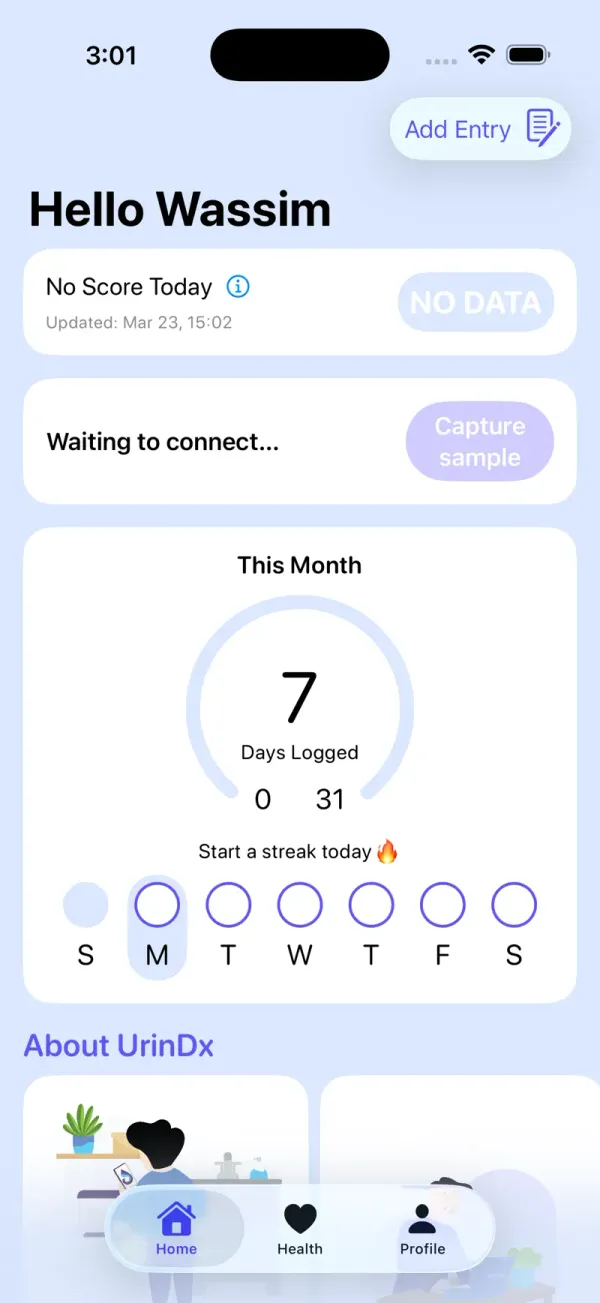 3:01
Add Entry
Hello Wassim
No Score Today
Updated: Mar 23, 15:02
NO DATA
Waiting to connect...
Capture
sample
This Month
7
Days Logged
0 31
Start a streak today🔥
S M T W T F S
About UrinDx
Home Health Profile